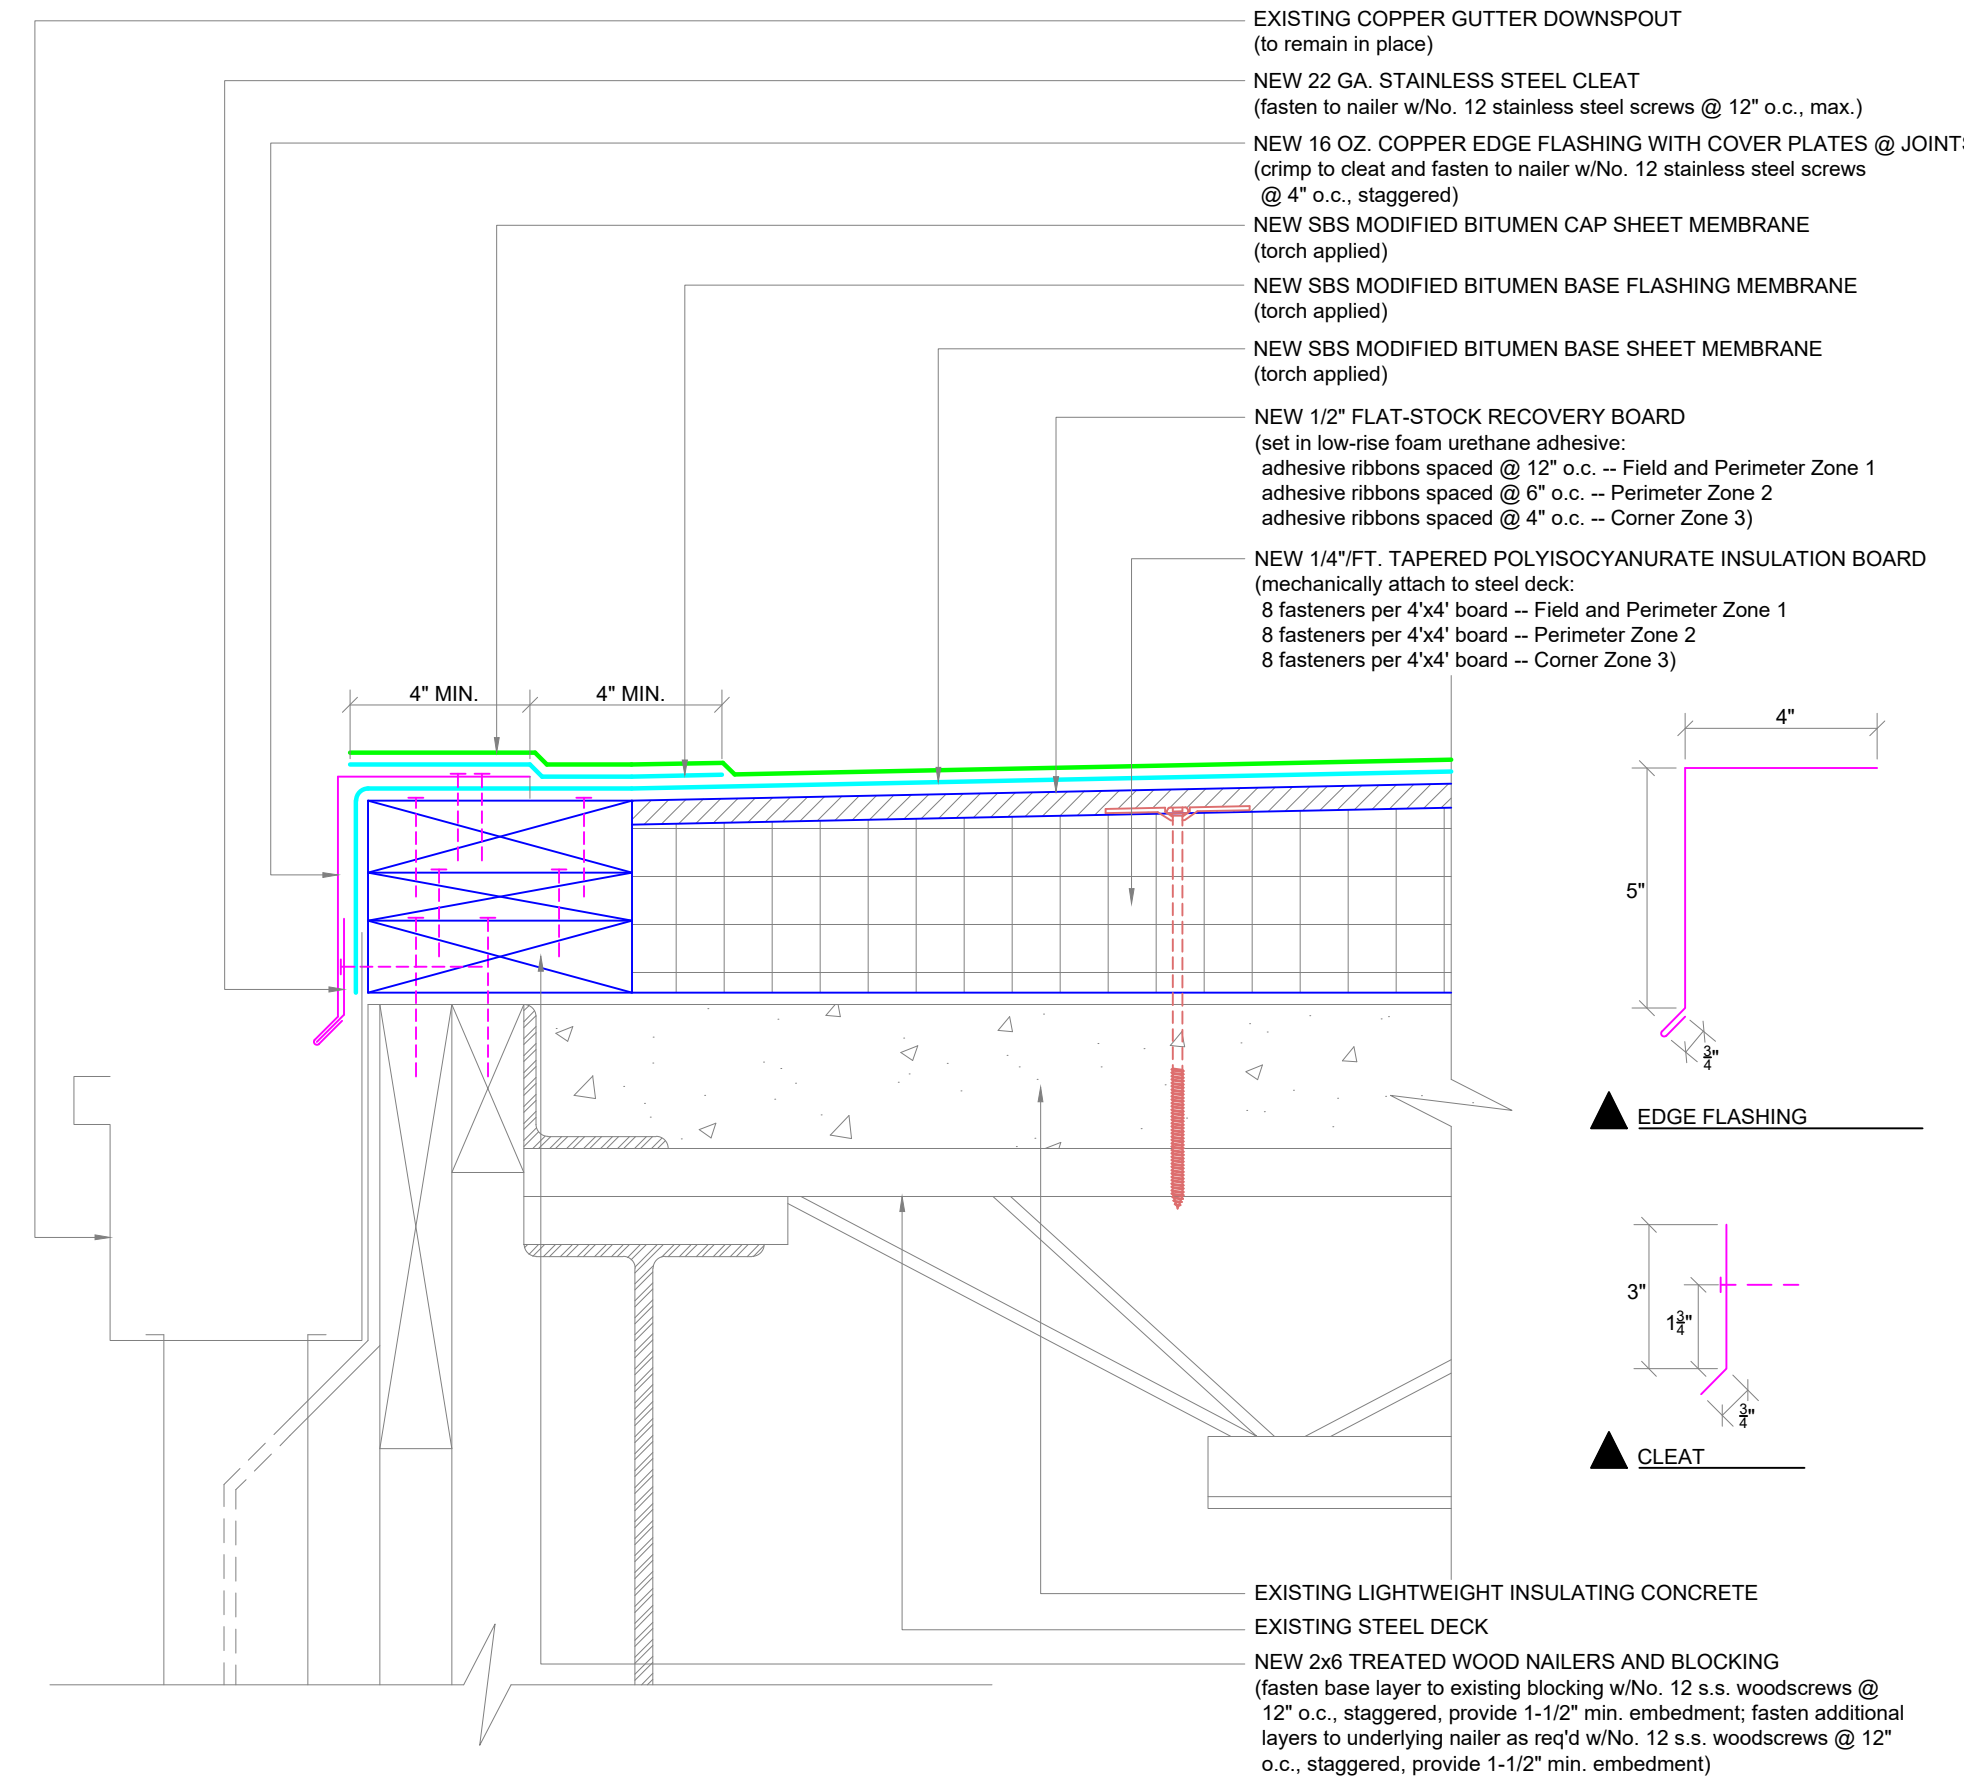 EXISTING COPPER GUTTER DOWNSPOUT
(to remain in place)
NEW 22 GA. STAINLESS STEEL CLEAT
(fasten to nailer w/No. 12 stainless steel screws @ 12" o.c., max.)
NEW 16 OZ. COPPER EDGE FLASHING WITH COVER PLATES @ JOINTS
(crimp to cleat and fasten to nailer w/No. 12 stainless steel screws
@ 4" o.c., staggered)
NEW SBS MODIFIED BITUMEN CAP SHEET MEMBRANE
(torch applied)
NEW SBS MODIFIED BITUMEN BASE FLASHING MEMBRANE
(torch applied)
NEW SBS MODIFIED BITUMEN BASE SHEET MEMBRANE
(torch applied)
NEW 1/2" FLAT-STOCK RECOVERY BOARD
(set in low-rise foam urethane adhesive:
adhesive ribbons spaced @ 12" o.c. -- Field and Perimeter Zone 1
adhesive ribbons spaced @ 6" o.c. -- Perimeter Zone 2
adhesive ribbons spaced @ 4" o.c. -- Corner Zone 3)
NEW 1/4"/FT. TAPERED POLYISOCYANURATE INSULATION BOARD
(mechanically attach to steel deck:
8 fasteners per 4'x4' board -- Field and Perimeter Zone 1
8 fasteners per 4'x4' board -- Perimeter Zone 2
8 fasteners per 4'x4' board -- Corner Zone 3)
4" MIN.
4" MIN.
4"
5"
3/4"
EDGE FLASHING
3"
1 3/4"
3/4"
CLEAT
EXISTING LIGHTWEIGHT INSULATING CONCRETE
EXISTING STEEL DECK
NEW 2x6 TREATED WOOD NAILERS AND BLOCKING
(fasten base layer to existing blocking w/No. 12 s.s. woodscrews @
12" o.c., staggered, provide 1-1/2" min. embedment; fasten additional
layers to underlying nailer as req'd w/No. 12 s.s. woodscrews @ 12"
o.c., staggered, provide 1-1/2" min. embedment)